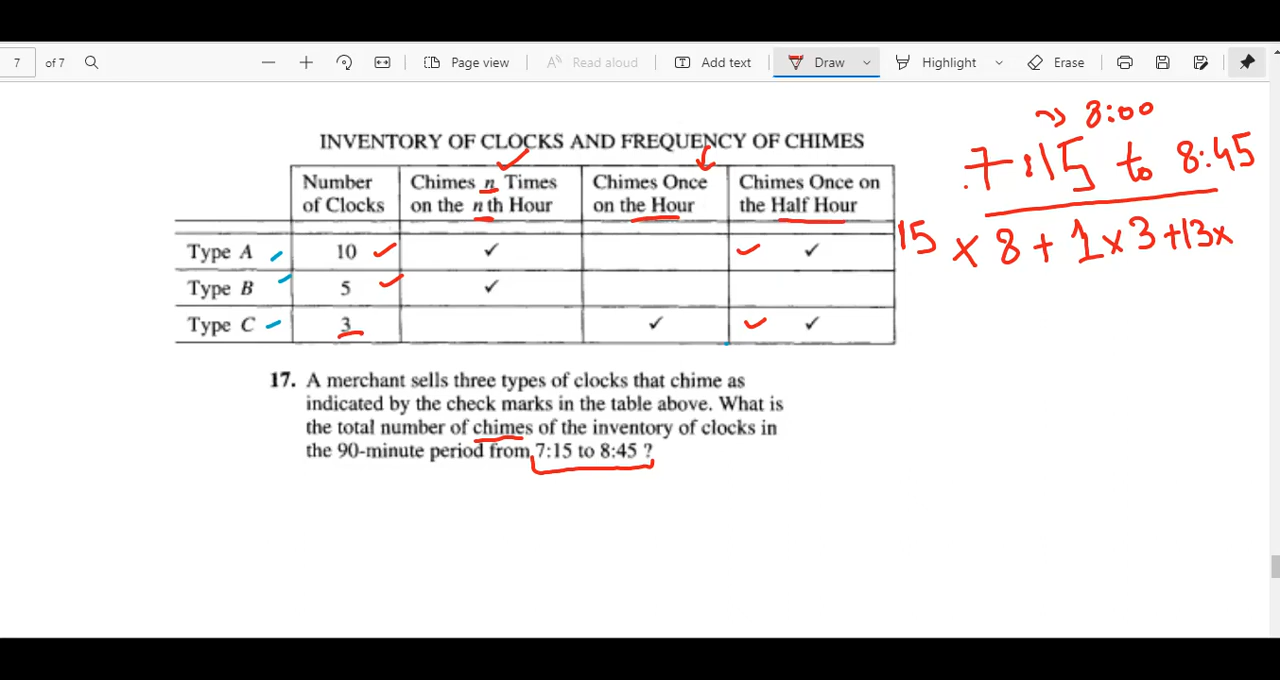 7 of 7 Page view Read aloud Add text Draw Highlight Erase
8:00
7:15 to 8:45
15 x 8 + 1 x 3 + 13x
INVENTORY OF CLOCKS AND FREQUENCY OF CHIMES
Number of Clocks
Chimes n Times on the n th Hour
Chimes Once on the Hour
Chimes Once on the Half Hour
Type A 10 ✓ ✓
Type B 5 ✓
Type C 3 ✓ ✓
17. A merchant sells three types of clocks that chime as
indicated by the check marks in the table above. What is
the total number of chimes of the inventory of clocks in
the 90-minute period from 7:15 to 8:45 ?